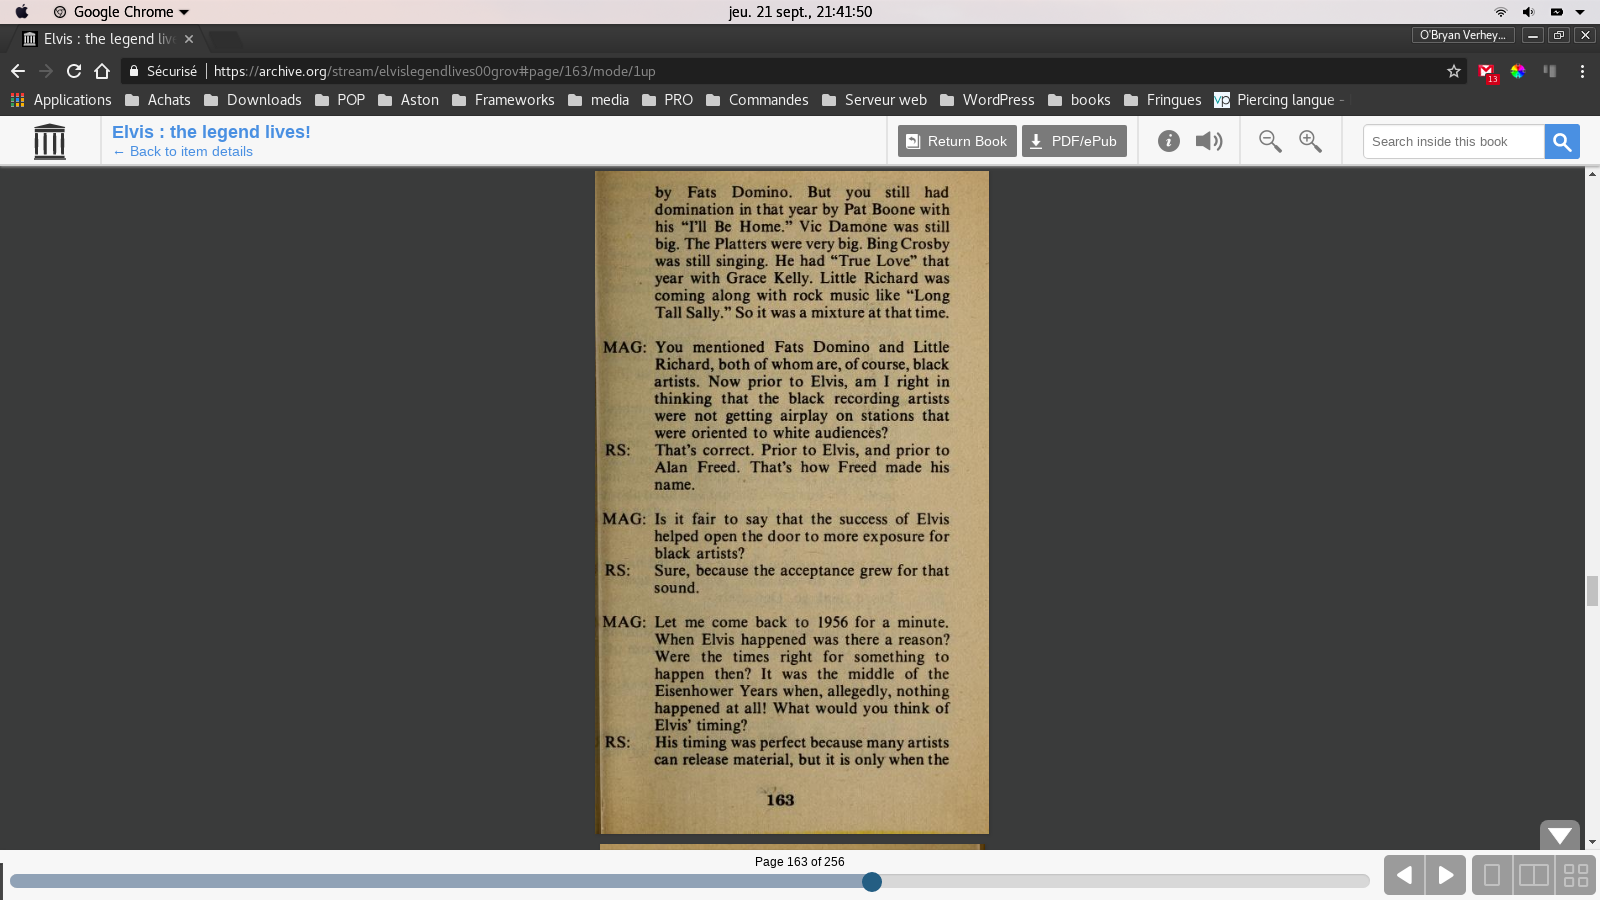 Google Chrome
jeu. 21 sept., 21:41:50
Elvis : the legend live
O'Bryan Verhey...
Sécurisé
https://archive.org/stream/elvislegendlives00grov#page/163/mode/1up
13
Applications Achats Downloads POP Aston Frameworks media PRO Commandes Serveur web WordPress books Fringues vp Piercing langue -
Elvis : the legend lives!
← Back to item details
Return Book
PDF/ePub
Search inside this book
by Fats Domino. But you still had
domination in that year by Pat Boone with
his “I’ll Be Home.” Vic Damone was still
big. The Platters were very big. Bing Crosby
was still singing. He had “True Love” that
year with Grace Kelly. Little Richard was
coming along with rock music like “Long
Tall Sally.” So it was a mixture at that time.
MAG: You mentioned Fats Domino and Little
Richard, both of whom are, of course, black
artists. Now prior to Elvis, am I right in
thinking that the black recording artists
were not getting airplay on stations that
were oriented to white audiences?
RS: That’s correct. Prior to Elvis, and prior to
Alan Freed. That’s how Freed made his
name.
MAG: Is it fair to say that the success of Elvis
helped open the door to more exposure for
black artists?
RS: Sure, because the acceptance grew for that
sound.
MAG: Let me come back to 1956 for a minute.
When Elvis happened was there a reason?
Were the times right for something to
happen then? It was the middle of the
Eisenhower Years when, allegedly, nothing
happened at all! What would you think of
Elvis’ timing?
RS: His timing was perfect because many artists
can release material, but it is only when the
163
Page 163 of 256